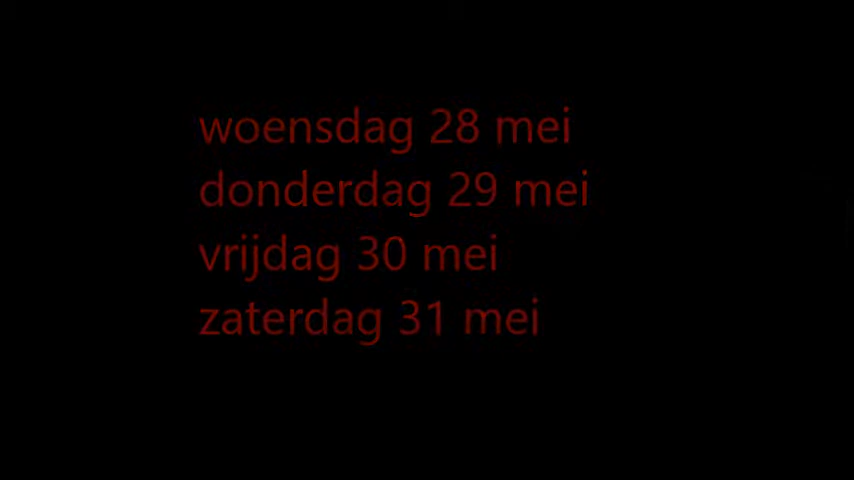 woensdag 28 mei
donderdag 29 mei
vrijdag 30 mei
zaterdag 31 mei